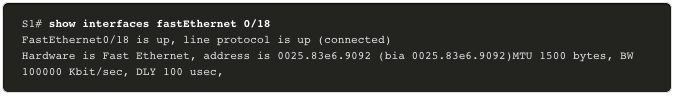 S1# show interfaces fastEthernet 0/18
FastEthernet0/18 is up, line protocol is up (connected)
Hardware is Fast Ethernet, address is 0025.83e6.9092 (bia 0025.83e6.9092)MTU 1500 bytes, BW
100000 Kbit/sec, DLY 100 usec,